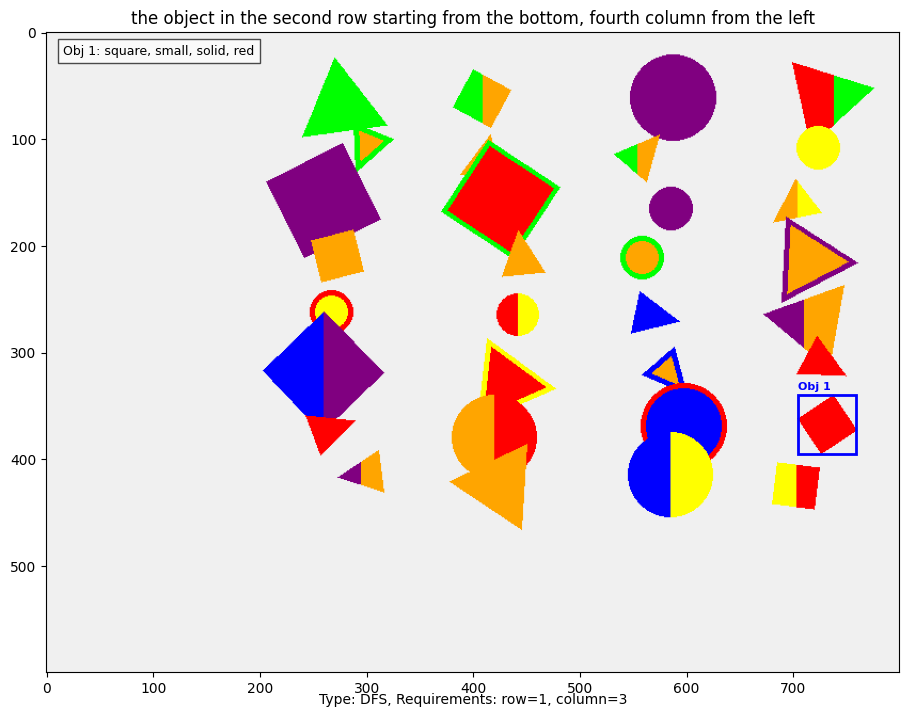 the object in the second row starting from the bottom, fourth column from the left
0
Obj 1: square, small, solid, red
100
200
300
Obj 1
400
500
0 100 200 300 400 500 600 700
Type: DFS, Requirements: row=1, column=3